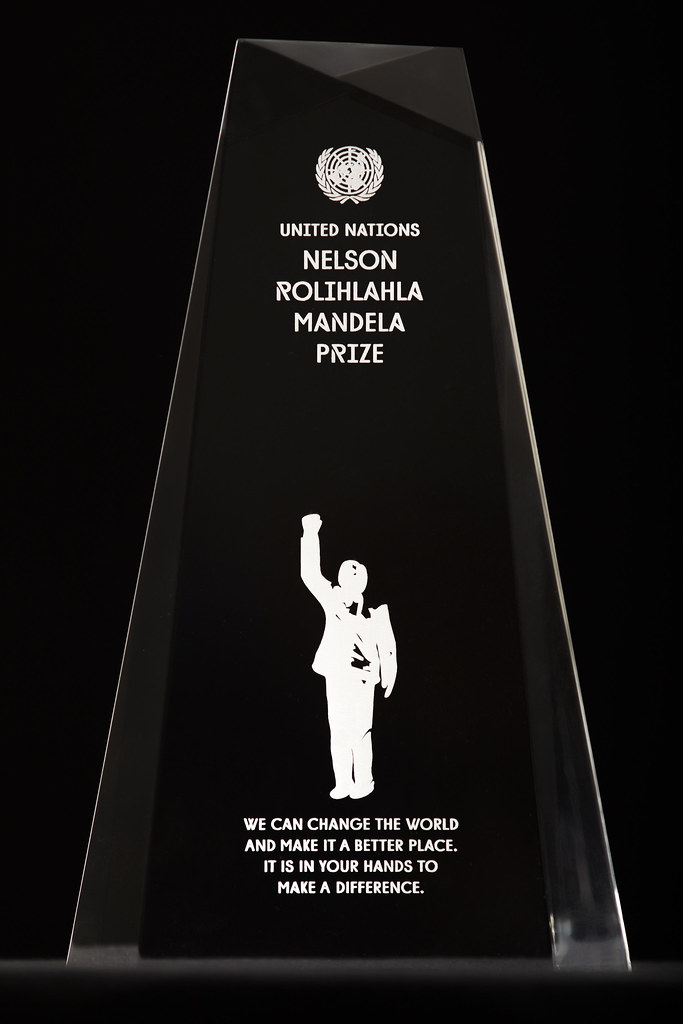 UNITED NATIONS
NELSON
ROLIHLAHLA
MANDELA
PRIZE
WE CAN CHANGE THE WORLD
AND MAKE IT A BETTER PLACE.
IT IS IN YOUR HANDS TO
MAKE A DIFFERENCE.